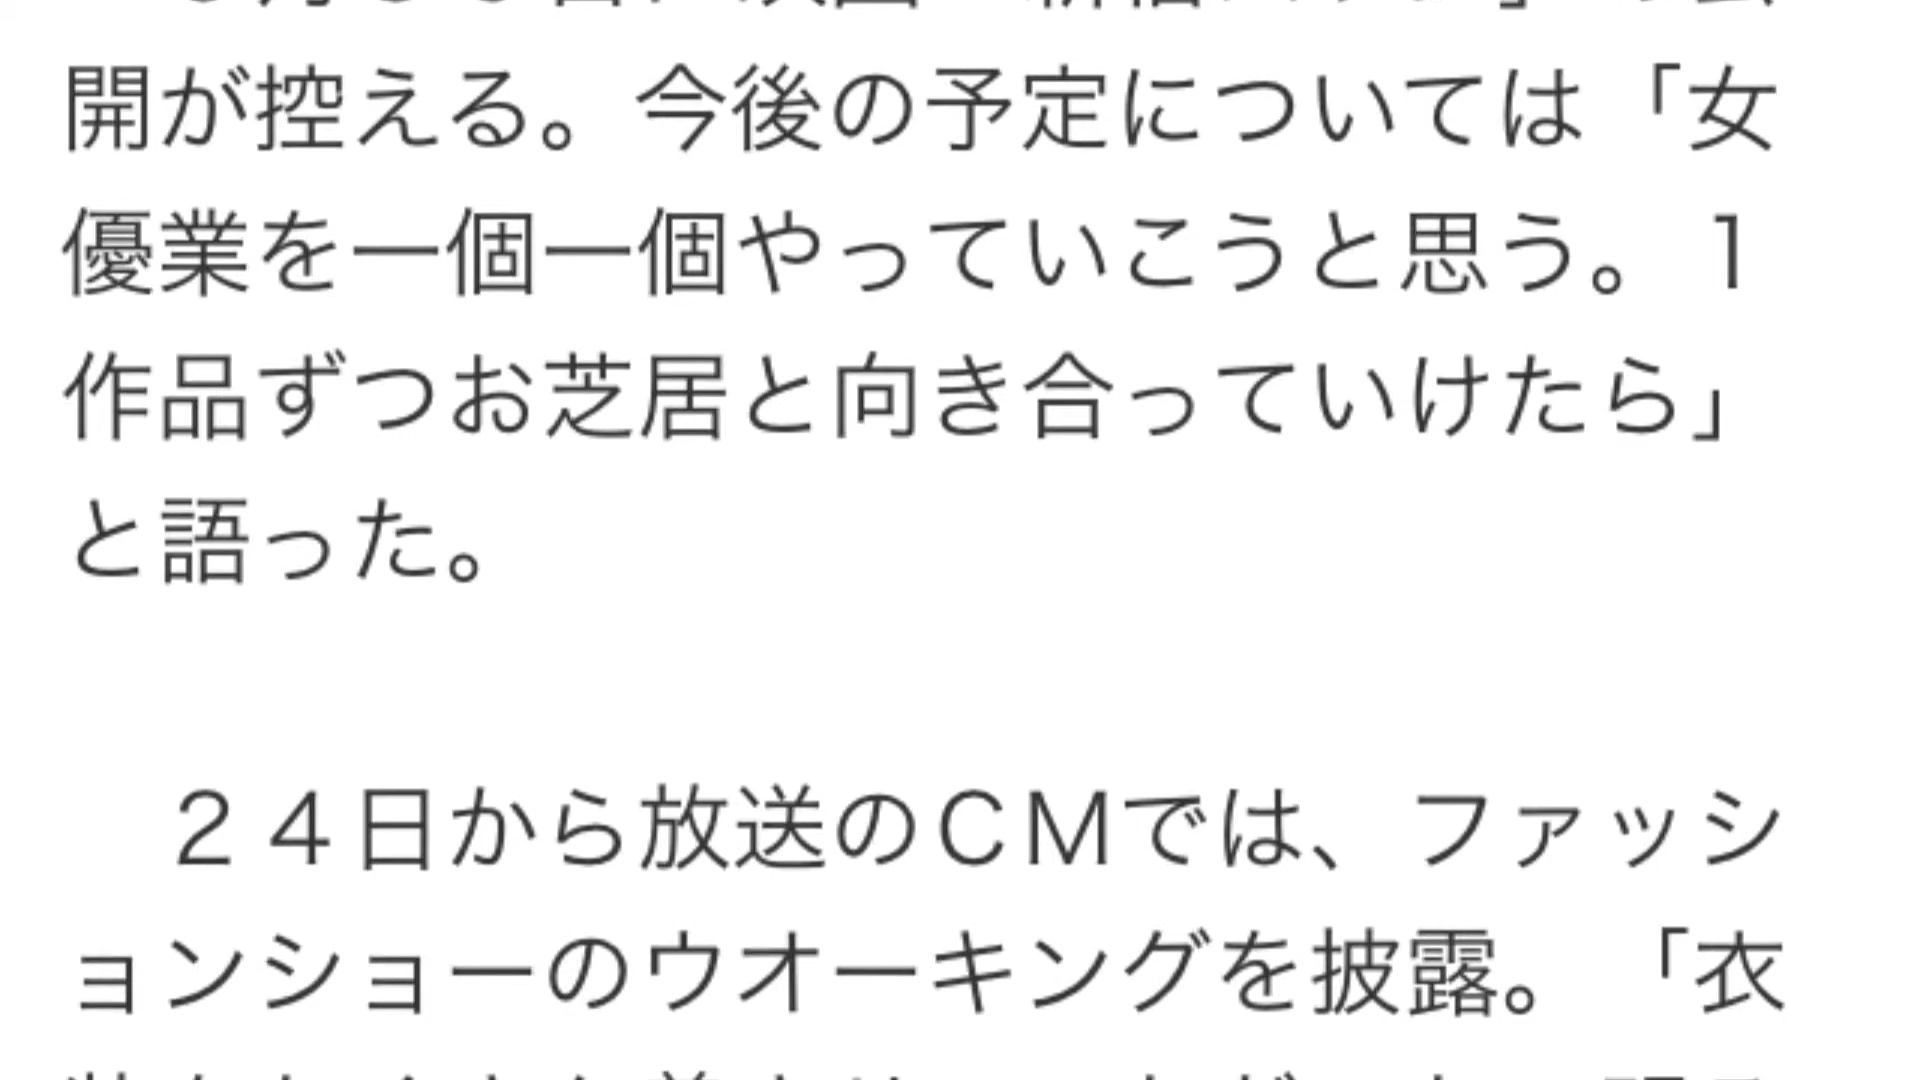 開が控える。今後の予定については「女
優業を一個一個やっていこうと思う。１
作品ずつお芝居と向き合っていけたら」
と語った。
２４日から放送のＣＭでは、ファッシ
ョンショーのウオーキングを披露。「衣